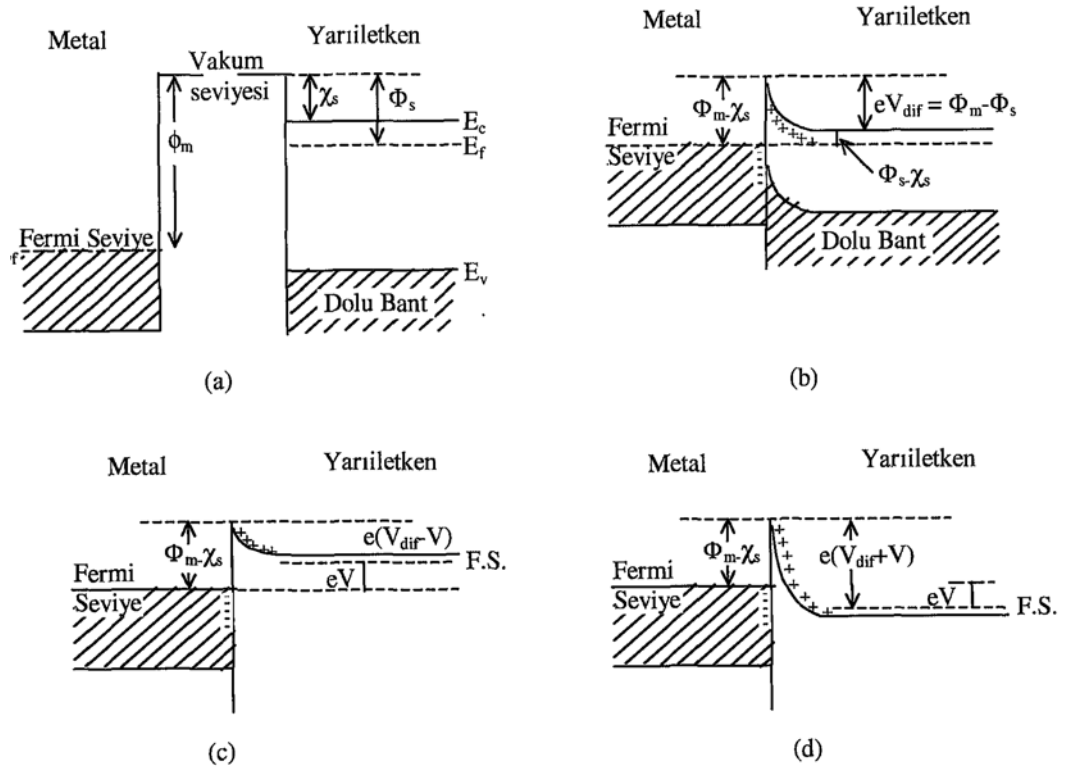 Metal
Yarıiletken
Vakum
seviyesi
χs
Φs
Ec
Ef
ϕm
Fermi Seviye
f
Ev
Dolu Bant
(a)
Metal
Yarıiletken
Φm-χs
eVdif = Φm-Φs
Fermi
Seviye
Φs-χs
Dolu Bant
(b)
Metal
Yarıiletken
Φm-χs
e(Vdif-V)
F.S.
Fermi
eV
Seviye
(c)
Metal
Yarıiletken
Φm-χs
e(Vdif+V)
Fermi
eV
F.S.
Seviye
(d)